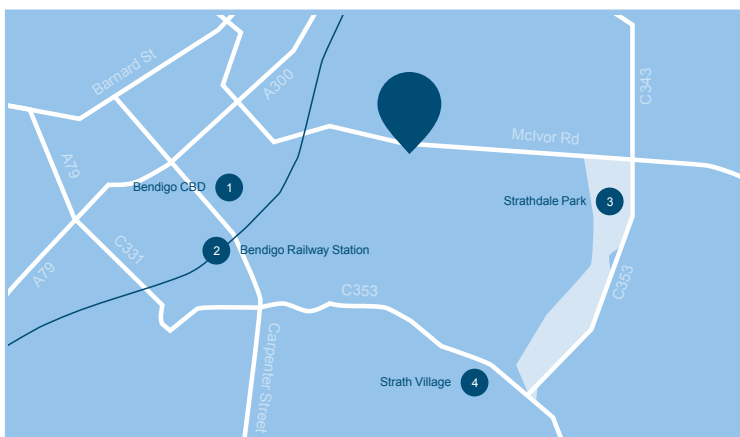 Barnard St
A300
C343
McIvor Rd
A79
Bendigo CBD
1
Strathdale Park
3
2
Bendigo Railway Station
C331
A79
C353
C353
Carpenter Street
Strath Village
4